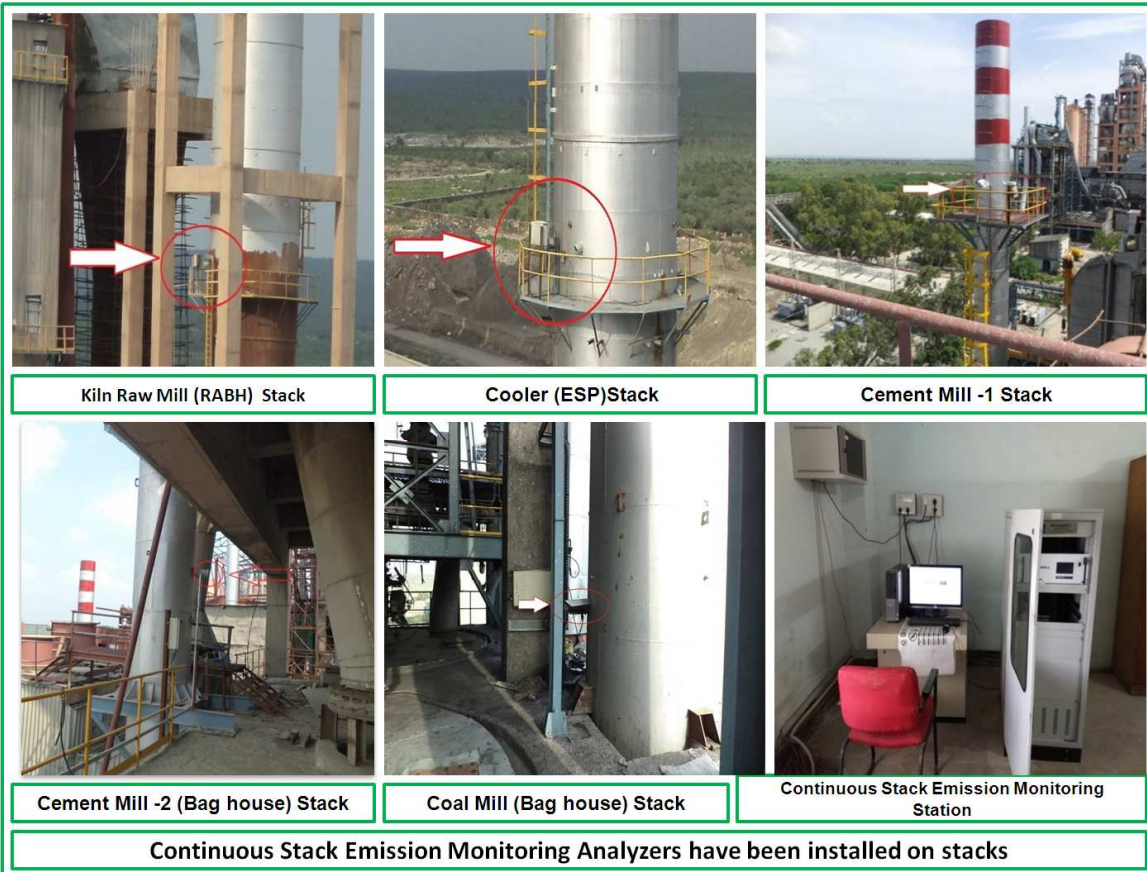 Kiln Raw Mill (RABH) Stack
Cooler (ESP)Stack
Cement Mill -1 Stack
Cement Mill -2 (Bag house) Stack
Coal Mill (Bag house) Stack
Continuous Stack Emission Monitoring
Station
Continuous Stack Emission Monitoring Analyzers have been installed on stacks